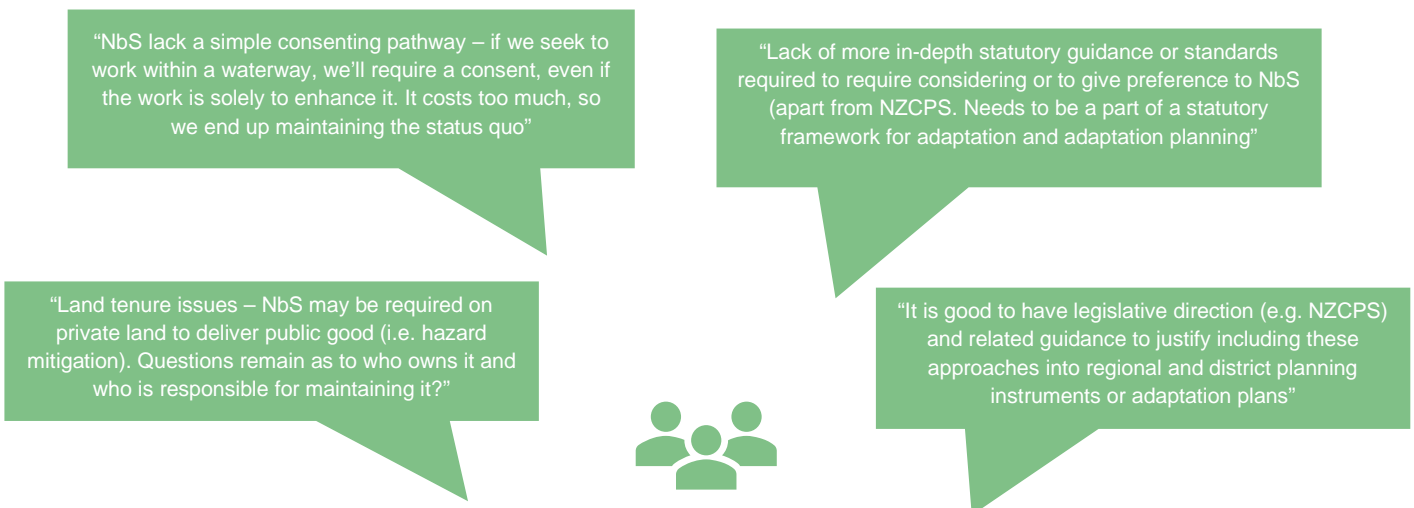 “NbS lack a simple consenting pathway – if we seek to
work within a waterway, we’ll require a consent, even if
the work is solely to enhance it. It costs too much, so
we end up maintaining the status quo”
“Lack of more in-depth statutory guidance or standards
required to require considering or to give preference to NbS
(apart from NZCPS. Needs to be a part of a statutory
framework for adaptation and adaptation planning”
“Land tenure issues – NbS may be required on
private land to deliver public good (i.e. hazard
mitigation). Questions remain as to who owns it and
who is responsible for maintaining it?”
“It is good to have legislative direction (e.g. NZCPS)
and related guidance to justify including these
approaches into regional and district planning
instruments or adaptation plans”